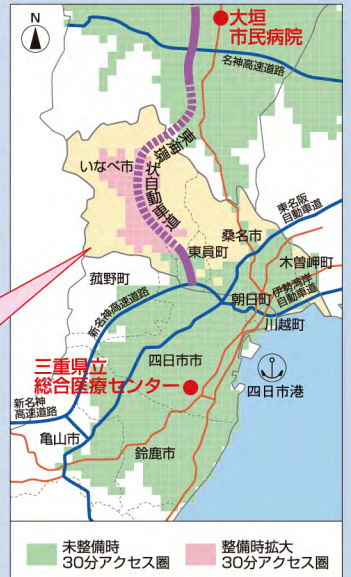 N
大垣
市民病院
名神高速道路
東海環状自動車道
いなべ市
東員町
桑名市
東名阪
自動車道
木曽岬町
菰野町
新名神高速道路
朝日町
伊勢湾岸
自動車道
川越町
四日市市
三重県立
総合医療センター
四日市港
新名神
高速道路
亀山市
鈴鹿市
未整備時
30分アクセス圏
整備時拡大
30分アクセス圏